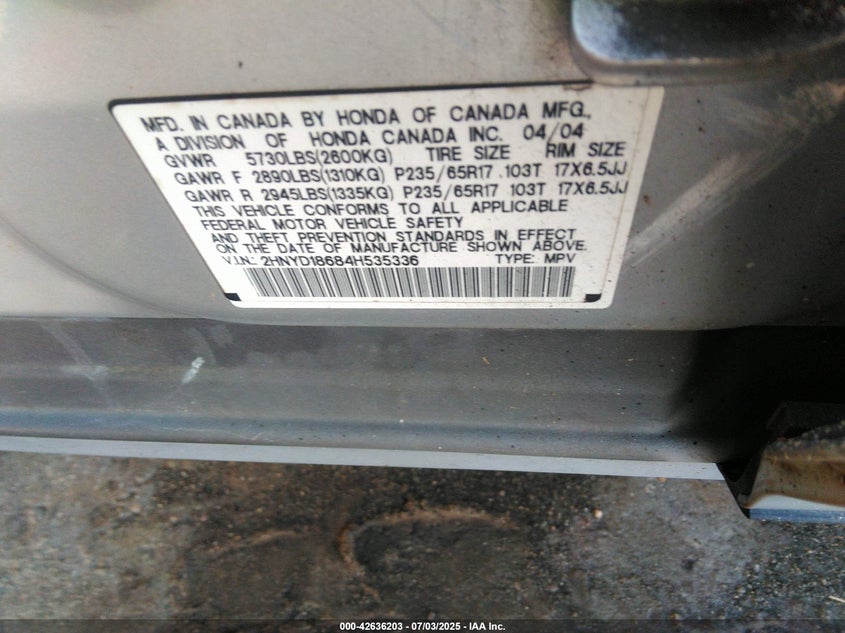 MFD. IN CANADA BY HONDA OF CANADA MFG.,
A DIVISION OF HONDA CANADA INC. 04/04
GVWR 5730LBS(2600KG) TIRE SIZE RIM SIZE
GAWR F 2890LBS(1310KG) P235/65R17 103T 17X6.5JJ
GAWR R 2945LBS(1335KG) P235/65R17 103T 17X6.5JJ
THIS VEHICLE CONFORMS TO ALL APPLICABLE
FEDERAL MOTOR VEHICLE SAFETY
AND THEFT PREVENTION STANDARDS IN EFFECT
ON THE DATE OF MANUFACTURE SHOWN ABOVE.
V.I.N.: 2HNYD18684H535336 TYPE: MPV
000-42636203 - 07/03/2025 - IAA Inc.